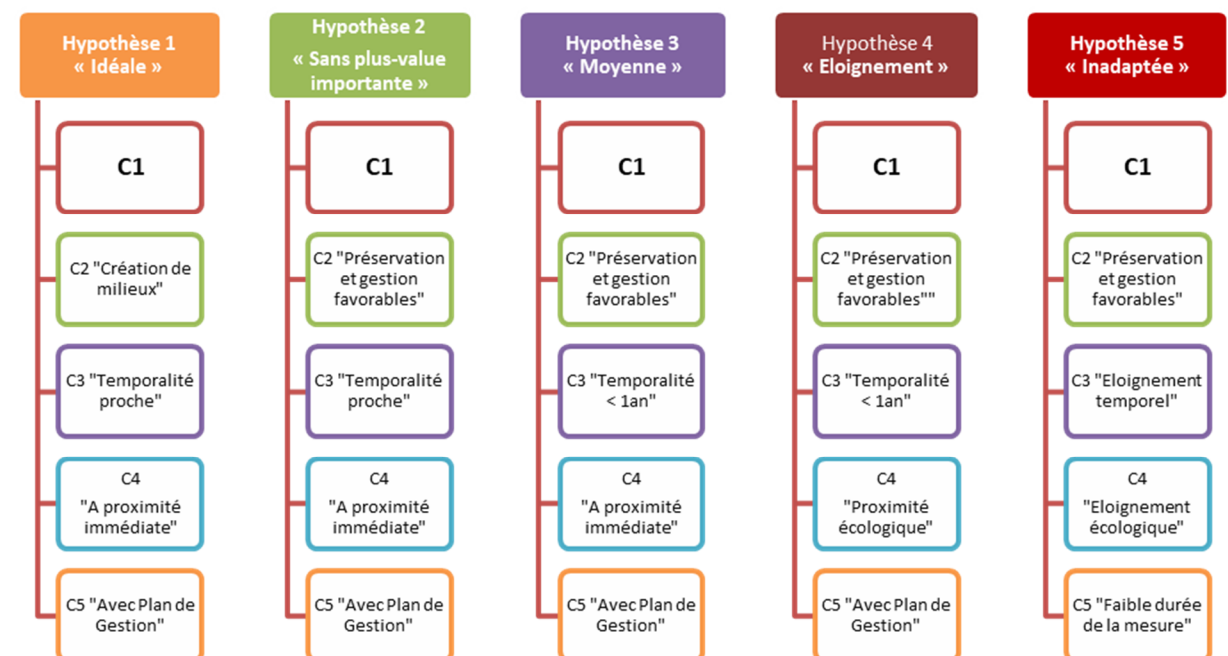 Hypothèse 1
« Idéale »
C1
C2 "Création de
milieux"
C3 "Temporalité
proche"
C4
"A proximité
immédiate"
C5 "Avec Plan de
Gestion"
Hypothèse 2
« Sans plus-value
importante »
C1
C2 "Préservation
et gestion
favorables"
C3 "Temporalité
proche"
C4
"A proximité
immédiate"
C5 "Avec Plan de
Gestion"
Hypothèse 3
« Moyenne »
C1
C2 "Préservation
et gestion
favorables"
C3 "Temporalité
< 1an"
C4
"A proximité
immédiate"
C5 "Avec Plan de
Gestion"
Hypothèse 4
« Eloignement »
C1
C2 "Préservation
et gestion
favorables""
C3 "Temporalité
< 1an"
C4
"Proximité
écologique"
C5 "Avec Plan de
Gestion"
Hypothèse 5
« Inadaptée »
C1
C2 "Préservation
et gestion
favorables"
C3 "Eloignement
temporel"
C4
"Eloignement
écologique"
C5 "Faible durée
de la mesure"